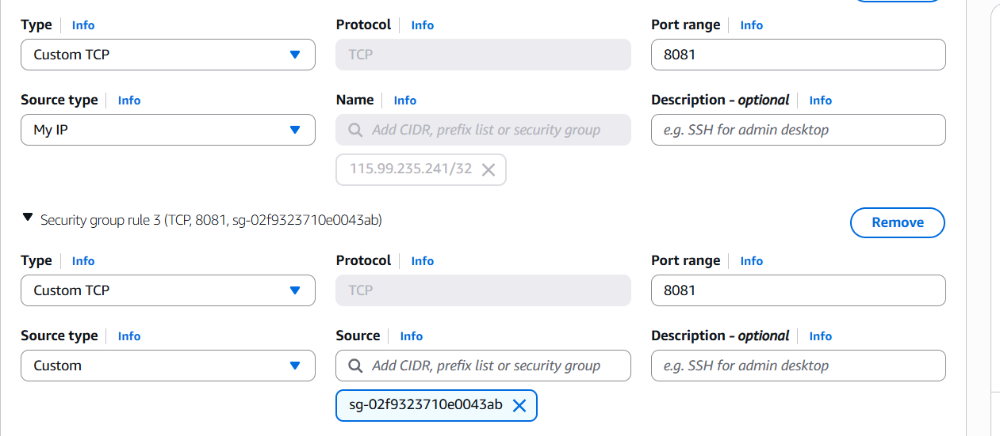 Type Info Protocol Info Port range Info
Custom TCP TCP 8081
Source type Info Name Info Description - optional Info
My IP Add CIDR, prefix list or security group e.g. SSH for admin desktop
115.99.235.241/32
Security group rule 3 (TCP, 8081, sg-02f9323710e0043ab) Remove
Type Info Protocol Info Port range Info
Custom TCP TCP 8081
Source type Info Source Info Description - optional Info
Custom Add CIDR, prefix list or security group e.g. SSH for admin desktop
sg-02f9323710e0043ab